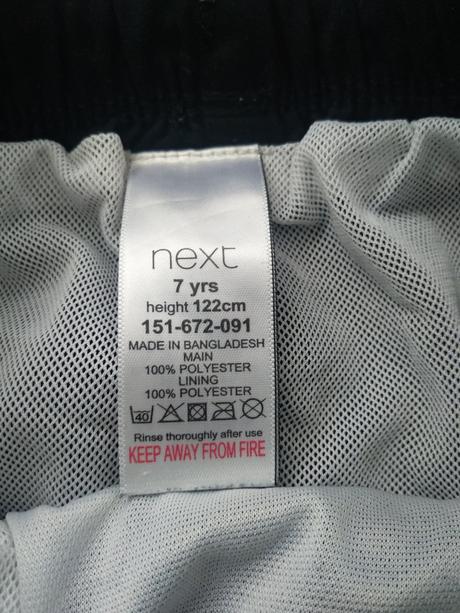 next
7 yrs
height 122cm
151-672-091
MADE IN BANGLADESH
MAIN
100% POLYESTER
LINING
100% POLYESTER
40
Rinse thoroughly after use
KEEP AWAY FROM FIRE